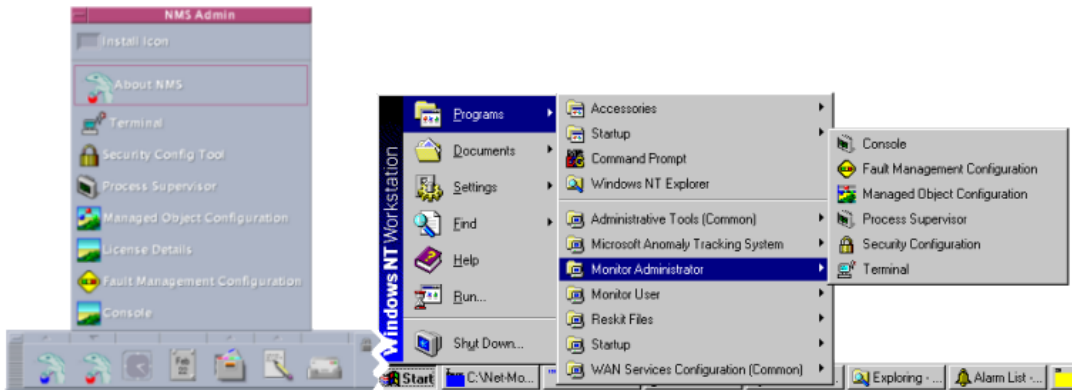 NMS Admin
Install Icon
About NMS
Terminal
Security Config Tool
Process Supervisor
Managed Object Configuration
License Details
Fault Management Configuration
Console
Feb
22
Windows NT Workstation
Programs
Documents
Settings
Find
Help
Run...
Shut Down...
Accessories
Startup
Command Prompt
Windows NT Explorer
Administrative Tools (Common)
Microsoft Anomaly Tracking System
Monitor Administrator
Monitor User
Reskit Files
Startup
WAN Services Configuration (Common)
Console
Fault Management Configuration
Managed Object Configuration
Process Supervisor
Security Configuration
Terminal
Start
C:\Net-Mo...
Exploring - ...
Alarm List -...